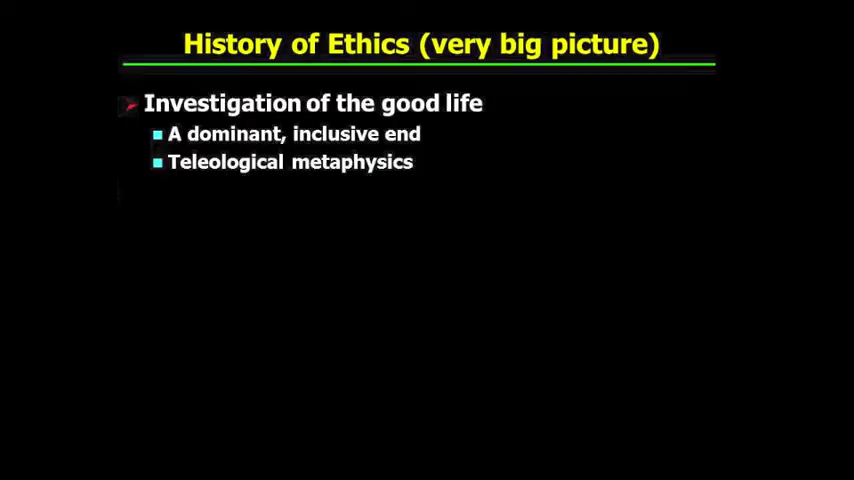 History of Ethics (very big picture)
Investigation of the good life
A dominant, inclusive end
Teleological metaphysics